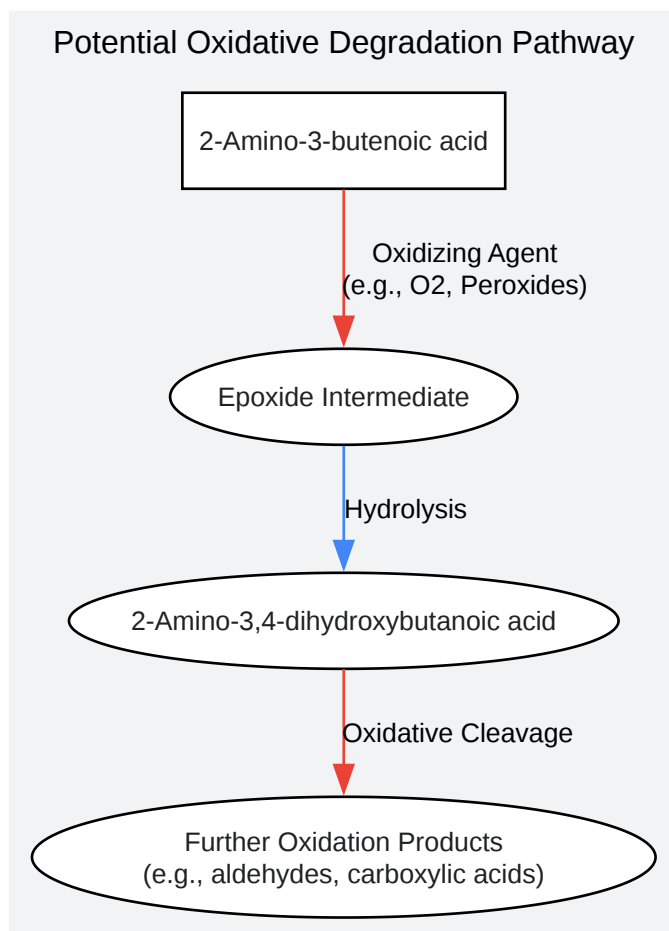 Potential Oxidative Degradation Pathway
2-Amino-3-butenoic acid
Oxidizing Agent
(e.g., O2, Peroxides)
Epoxide Intermediate
Hydrolysis
2-Amino-3,4-dihydroxybutanoic acid
Oxidative Cleavage
Further Oxidation Products
(e.g., aldehydes, carboxylic acids)